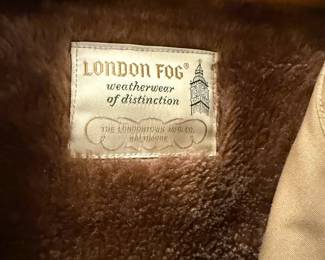 LONDON FOG®
weatherwear
of distinction
THE LONDONTOWN MFG. CO.
BALTIMORE